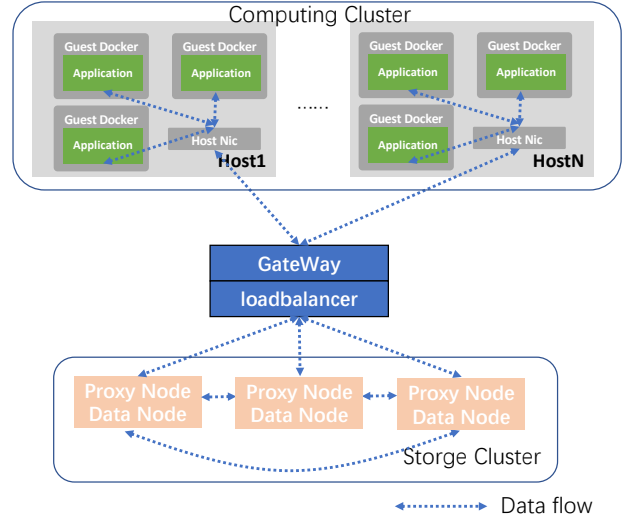 Computing Cluster
Guest Docker
Application
Guest Docker
Application
Guest Docker
Application
Host Nic
Host1
......
Guest Docker
Application
Guest Docker
Application
Guest Docker
Application
Host Nic
HostN
GateWay
loadbalancer
Proxy Node
Data Node
Proxy Node
Data Node
Proxy Node
Data Node
Storge Cluster
Data flow